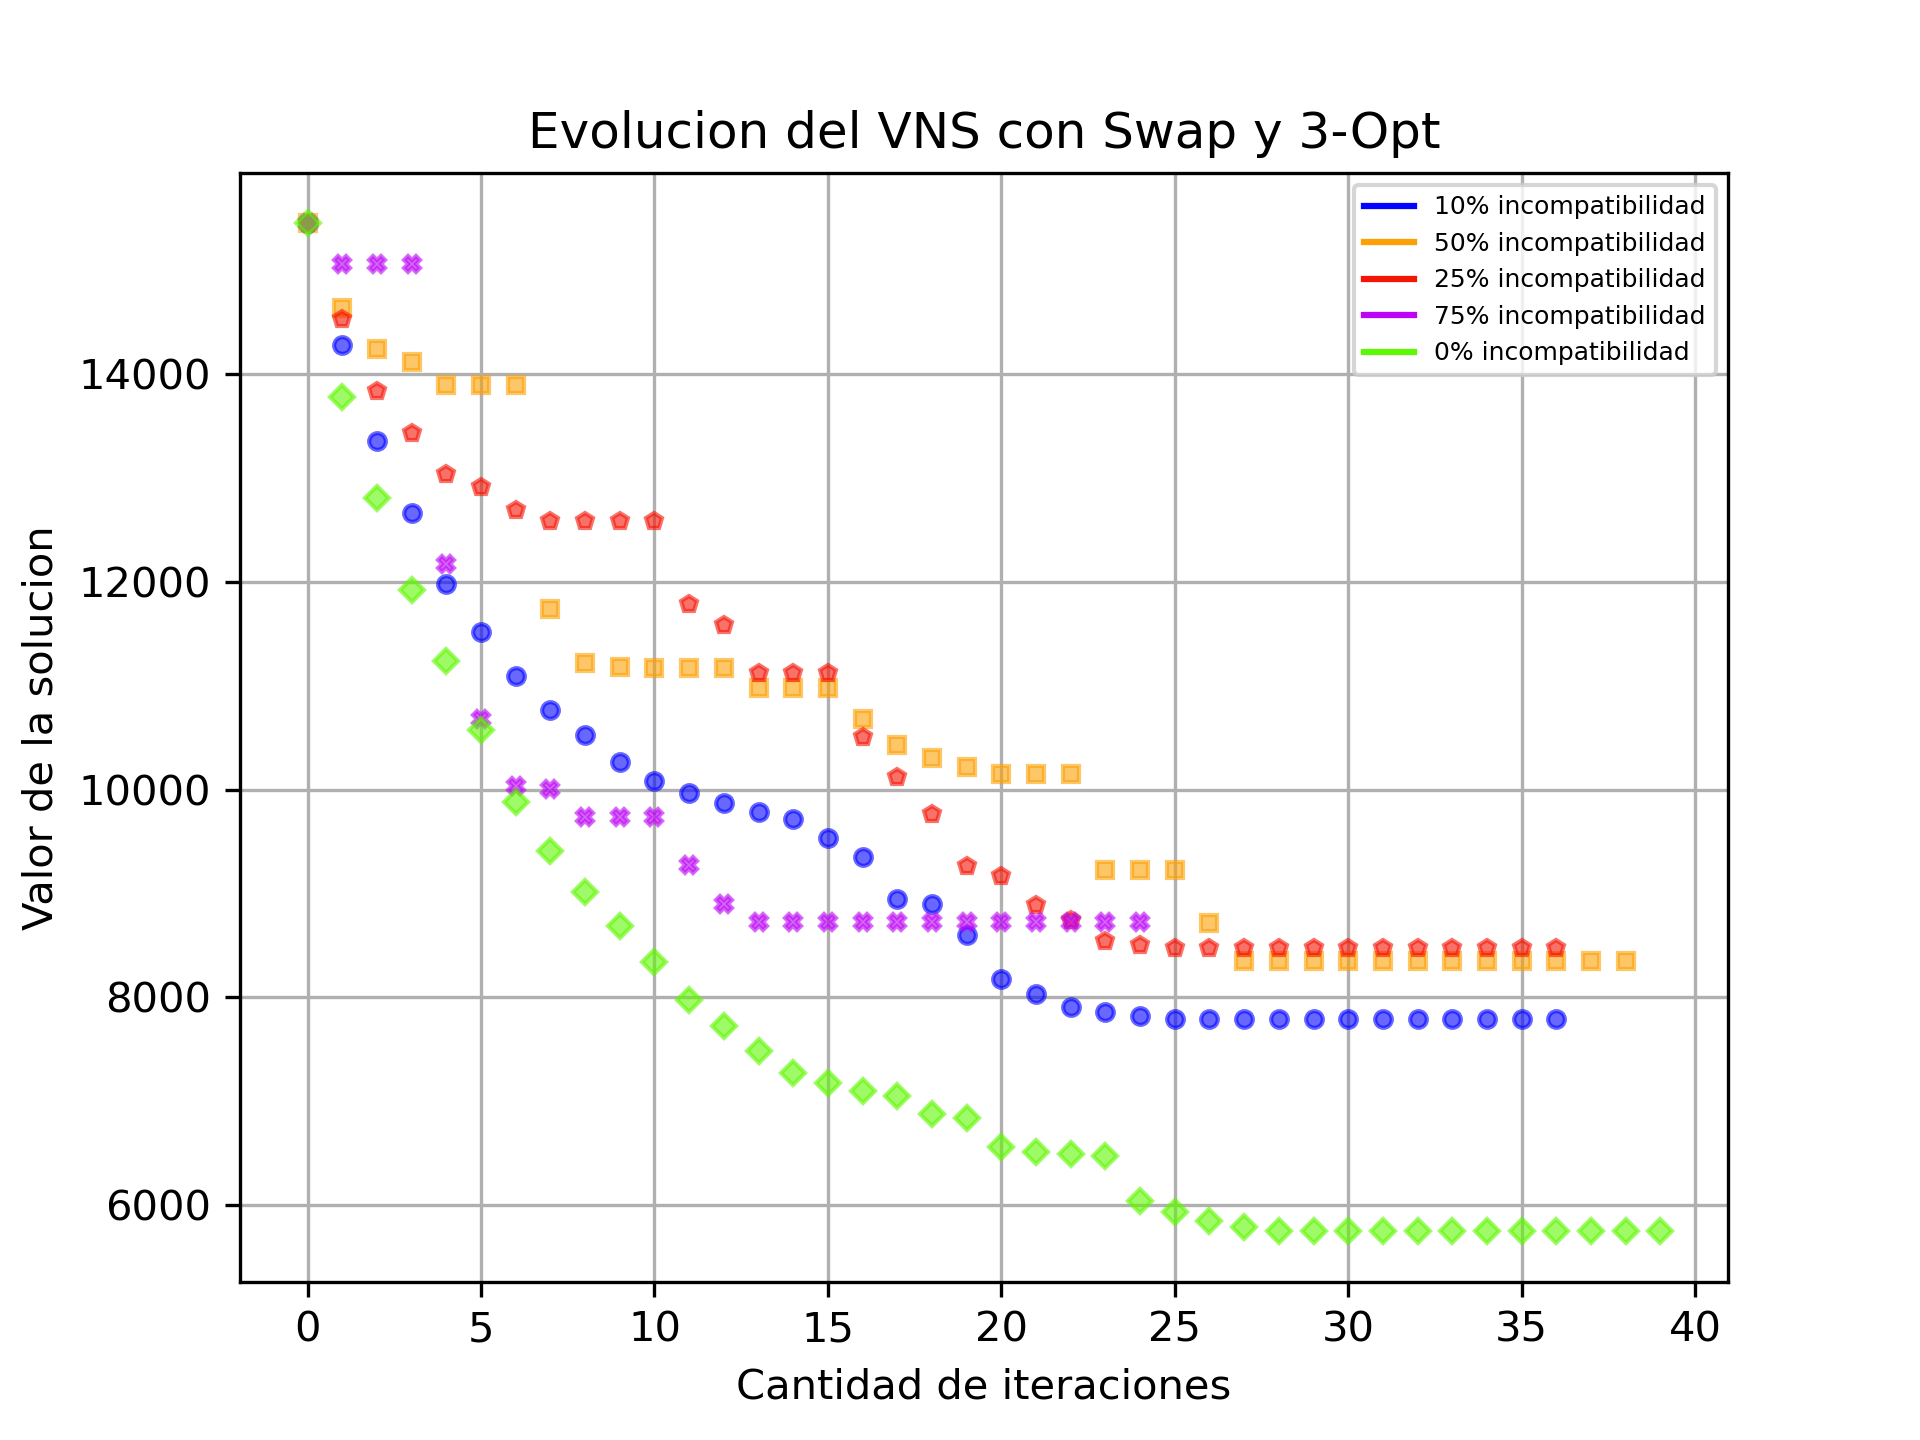 Evolucion del VNS con Swap y 3-Opt
10% incompatibilidad
50% incompatibilidad
25% incompatibilidad
75% incompatibilidad
0% incompatibilidad
Valor de la solucion
14000
12000
10000
8000
6000
0 5 10 15 20 25 30 35 40
Cantidad de iteraciones